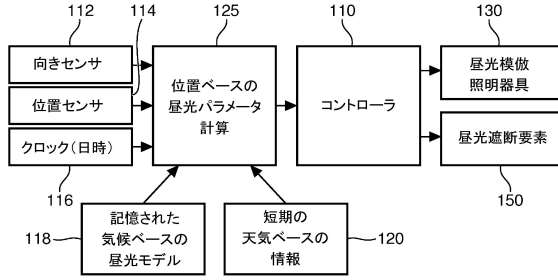 112
114
125
110
130
向きセンサ
位置センサ
クロック(日時)
位置ベースの
昼光パラメータ
計算
コントローラ
昼光模倣
照明器具
昼光遮断要素
116
150
118
記憶された
気候ベースの
昼光モデル
短期の
天気ベースの
情報
120